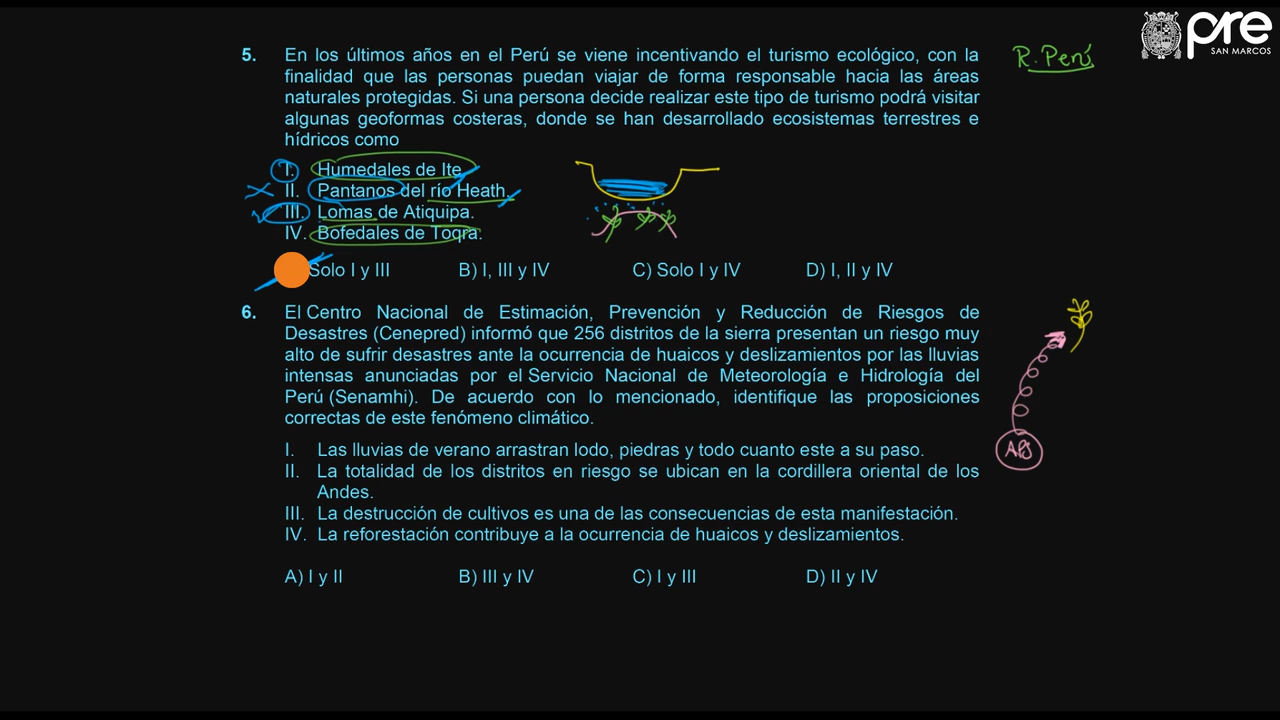 pre
SAN MARCOS
R. Perú
5. En los últimos años en el Perú se viene incentivando el turismo ecológico, con la
finalidad que las personas puedan viajar de forma responsable hacia las áreas
naturales protegidas. Si una persona decide realizar este tipo de turismo podrá visitar
algunas geoformas costeras, donde se han desarrollado ecosistemas terrestres e
hídricos como
I. Humedales de Ite.
II. Pantanos del río Heath.
III. Lomas de Atiquipa.
IV. Bofedales de Toqra.
Solo I y III B) I, III y IV C) Solo I y IV D) I, II y IV
6. El Centro Nacional de Estimación, Prevención y Reducción de Riesgos de
Desastres (Cenepred) informó que 256 distritos de la sierra presentan un riesgo muy
alto de sufrir desastres ante la ocurrencia de huaicos y deslizamientos por las lluvias
intensas anunciadas por el Servicio Nacional de Meteorología e Hidrología del
Perú (Senamhi). De acuerdo con lo mencionado, identifique las proposiciones
correctas de este fenómeno climático.
I. Las lluvias de verano arrastran lodo, piedras y todo cuanto este a su paso.
II. La totalidad de los distritos en riesgo se ubican en la cordillera oriental de los
Andes.
III. La destrucción de cultivos es una de las consecuencias de esta manifestación.
IV. La reforestación contribuye a la ocurrencia de huaicos y deslizamientos.
A) I y II B) III y IV C) I y III D) II y IV